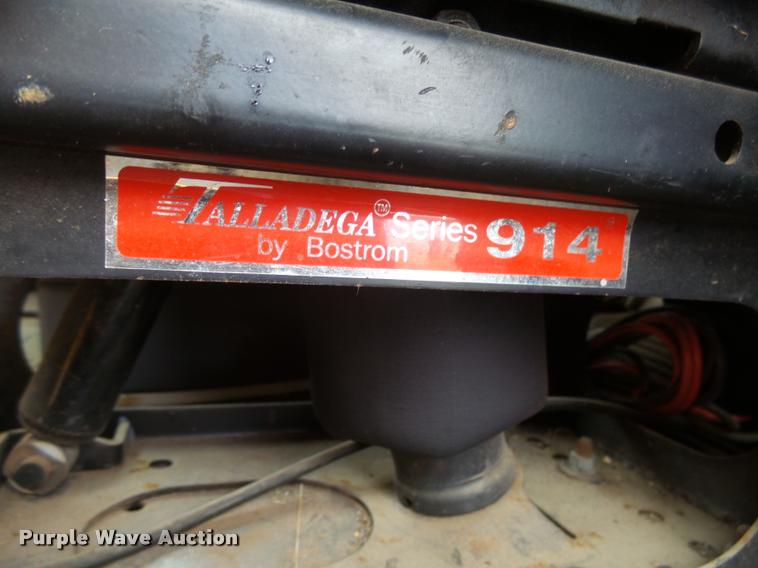 TALLADEGA™ Series 914
by Bostrom
Purple Wave Auction